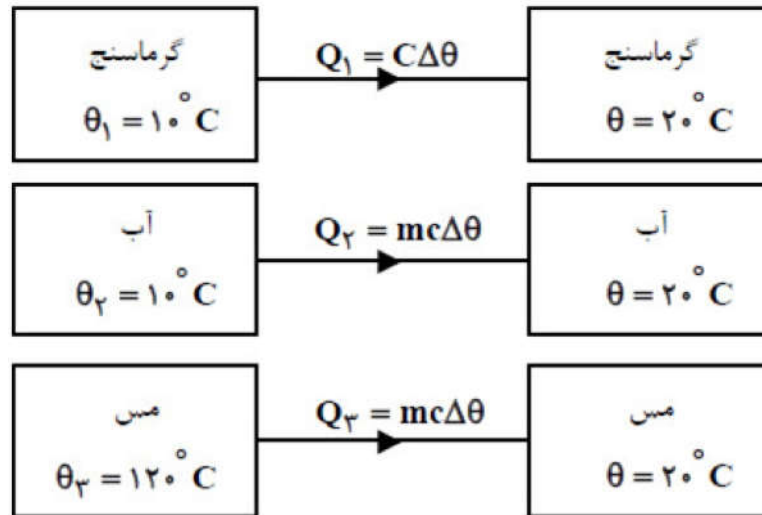 گرماسنج
θ₁ = ۱۰°C
Q₁ = CΔθ
گرماسنج
θ = ۲۰°C
آب
θ₂ = ۱۰°C
Q₂ = mcΔθ
آب
θ = ۲۰°C
مس
θ₃ = ۱۲۰°C
Q₃ = mcΔθ
مس
θ = ۲۰°C